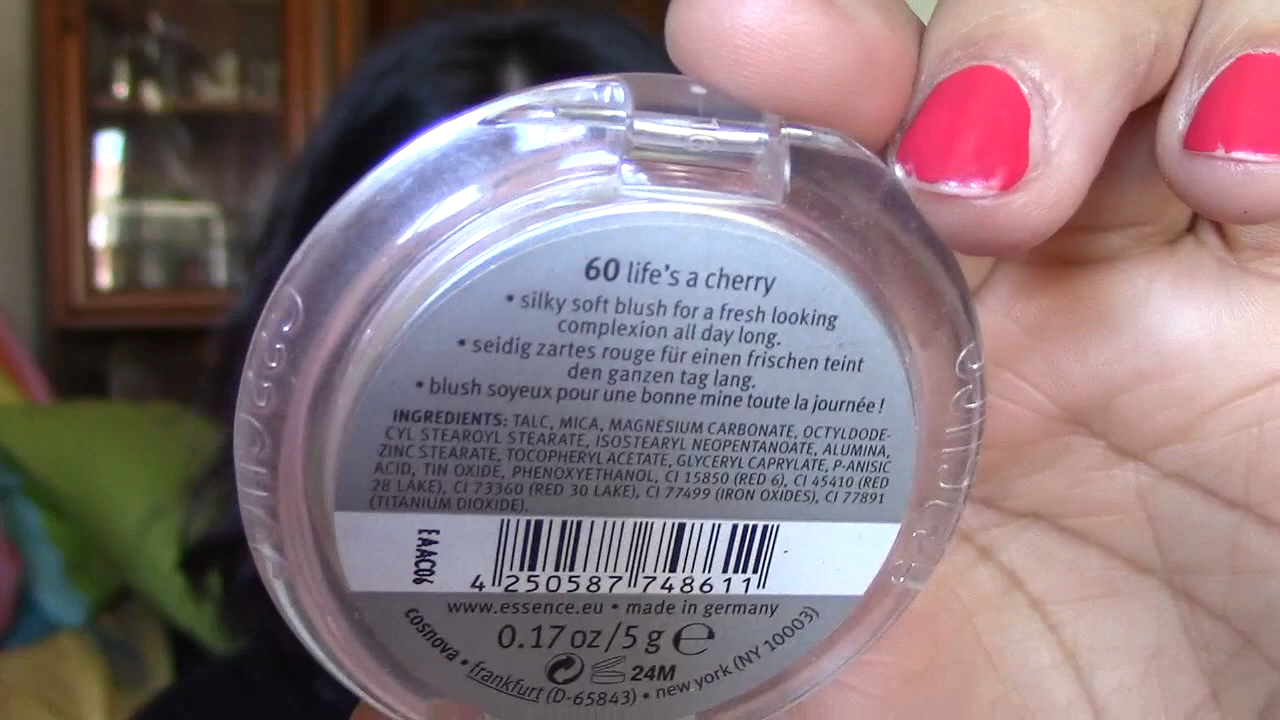 60 life's a cherry
• silky soft blush for a fresh looking
complexion all day long.
• seidig zartes rouge für einen frischen teint
den ganzen tag lang.
• blush soyeux pour une bonne mine toute la journée!
INGREDIENTS: TALC, MICA, MAGNESIUM CARBONATE, OCTYLDODE-
CYL STEAROYL STEARATE, ISOSTEARYL NEOPENTANOATE, ALUMINA,
ZINC STEARATE, TOCOPHERYL ACETATE, GLYCERYL CAPRYLATE, P-ANISIC
ACID, TIN OXIDE, PHENOXYETHANOL, CI 15850 (RED 6), CI 45410 (RED
28 LAKE), CI 73360 (RED 30 LAKE), CI 77499 (IRON OXIDES), CI 77891
(TITANIUM DIOXIDE).
EAAC06
4 250587 748611
www.essence.eu • made in germany
0.17 oz/5 g e
24M
cosnova • frankfurt (D-65843) • new york (NY 10003)